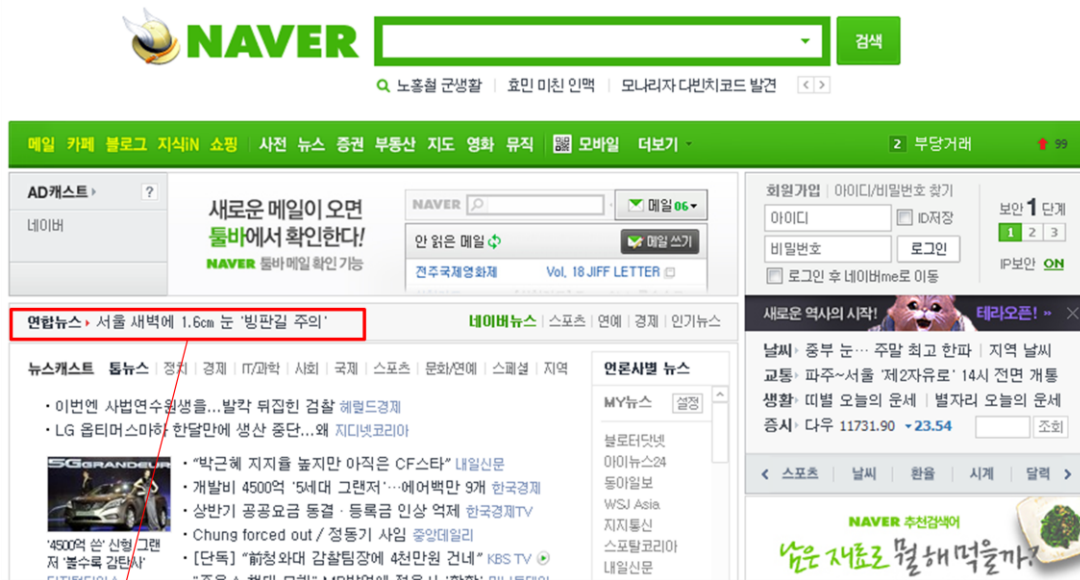 NAVER
검색
노홍철 군생활 | 효민 미친 인맥 | 모나리자 다빈치코드 발견
메일 카페 블로그 지식iN 쇼핑 사전 뉴스 증권 부동산 지도 영화 뮤직 모바일 더보기
2 부당거래 99
AD캐스트 ?
네이버
새로운 메일이 오면
툴바에서 확인한다!
NAVER 툴바 메일 확인 기능
NAVER 메일 06
안 읽은 메일 메일 쓰기
전주국제영화제 Vol. 18 JIFF LETTER
회원가입 | 아이디/비밀번호 찾기
아이디 ID저장
비밀번호 로그인
로그인 후 네이버me로 이동
보안 1 단계
1 2 3
IP보안 ON
연합뉴스 서울 새벽에 1.6cm 눈 '빙판길 주의'
네이버뉴스 | 스포츠 | 연예 | 경제 | 인기뉴스
새로운 역사의 시작! 테라오픈! »
뉴스캐스트 톱뉴스 | 정치 | 경제 | IT/과학 | 사회 | 국제 | 스포츠 | 문화/연예 | 스페셜 | 지역
· 이번엔 사법연수원생을...발칵 뒤집힌 검찰 헤럴드경제
· LG 옵티머스마하 한달만에 생산 중단...왜 지디넷코리아
5G GRANDEUR
'4500억 쓴' 신형 그랜
저 '볼수록 감탄사'
· "박근혜 지지율 높지만 아직은 CF스타" 내일신문
· 개발비 4500억 '5세대 그랜저'…에어백만 9개 한국경제
· 상반기 공공요금 동결ㆍ등록금 인상 억제 한국경제TV
· Chung forced out / 정동기 사임 중앙데일리
· [단독] "前청와대 감찰팀장에 4천만원 건네" KBS TV
언론사별 뉴스
MY뉴스 설정
블로터닷넷
아이뉴스24
동아일보
WSJ Asia
지지통신
스포탈코리아
내일신문
날씨 중부 눈… 주말 최고 한파 | 지역 날씨
교통 파주~서울 '제2자유로' 14시 전면 개통
생활 띠별 오늘의 운세 | 별자리 오늘의 운세
증시 다우 11731.90 23.54 조회
스포츠 | 날씨 | 환율 | 시계 | 달력
NAVER 추천검색어
남은 재료로 뭘 해 먹을까?